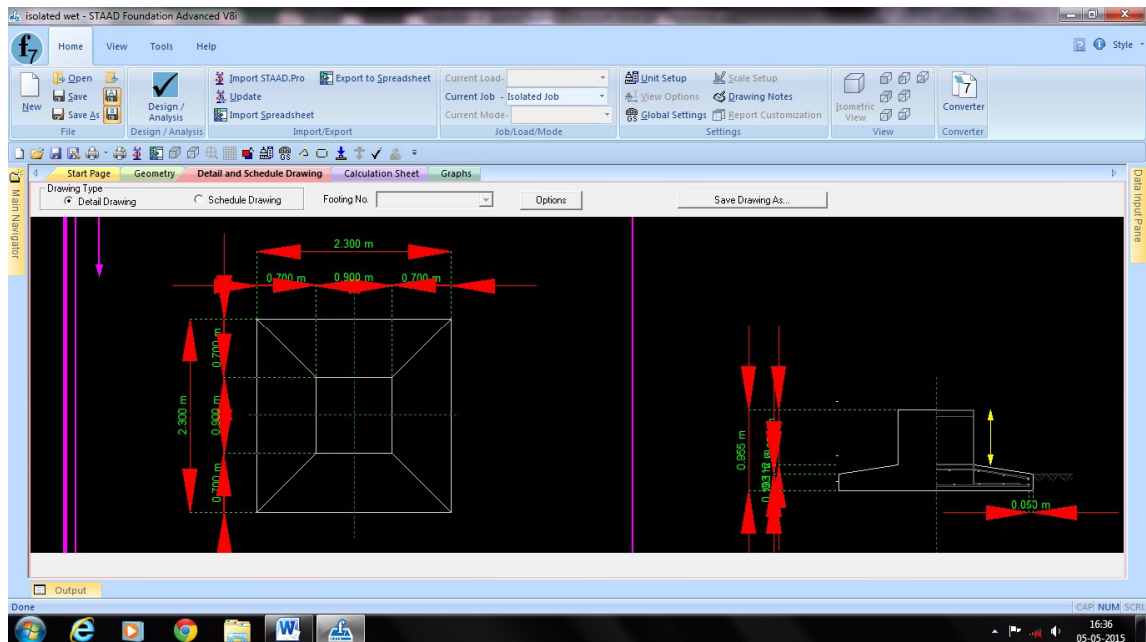 isolated wet - STAAD Foundation Advanced V8i
Home View Tools Help
Style
New
Open
Save
Save As
File
Design / Analysis
Design / Analysis
Import STAAD.Pro Export to Spreadsheet
Update
Import Spreadsheet
Import/Export
Current Load-
Current Job - Isolated Job
Current Mode-
Job/Load/Mode
Unit Setup Scale Setup
View Options Drawing Notes
Global Settings Report Customization
Settings
Isometric View
View
7
Converter
Converter
Start Page Geometry Detail and Schedule Drawing Calculation Sheet Graphs
Main Navigator
Data Input Pane
Drawing Type
Detail Drawing Schedule Drawing Footing No. Options Save Drawing As...
2.300 m
0.700 m 0.900 m 0.700 m
0.700 m
2.300 m
0.900 m
0.700 m
0.955 m
0.050 m
Output
Done
CAP NUM SCRL
16:36
05-05-2015